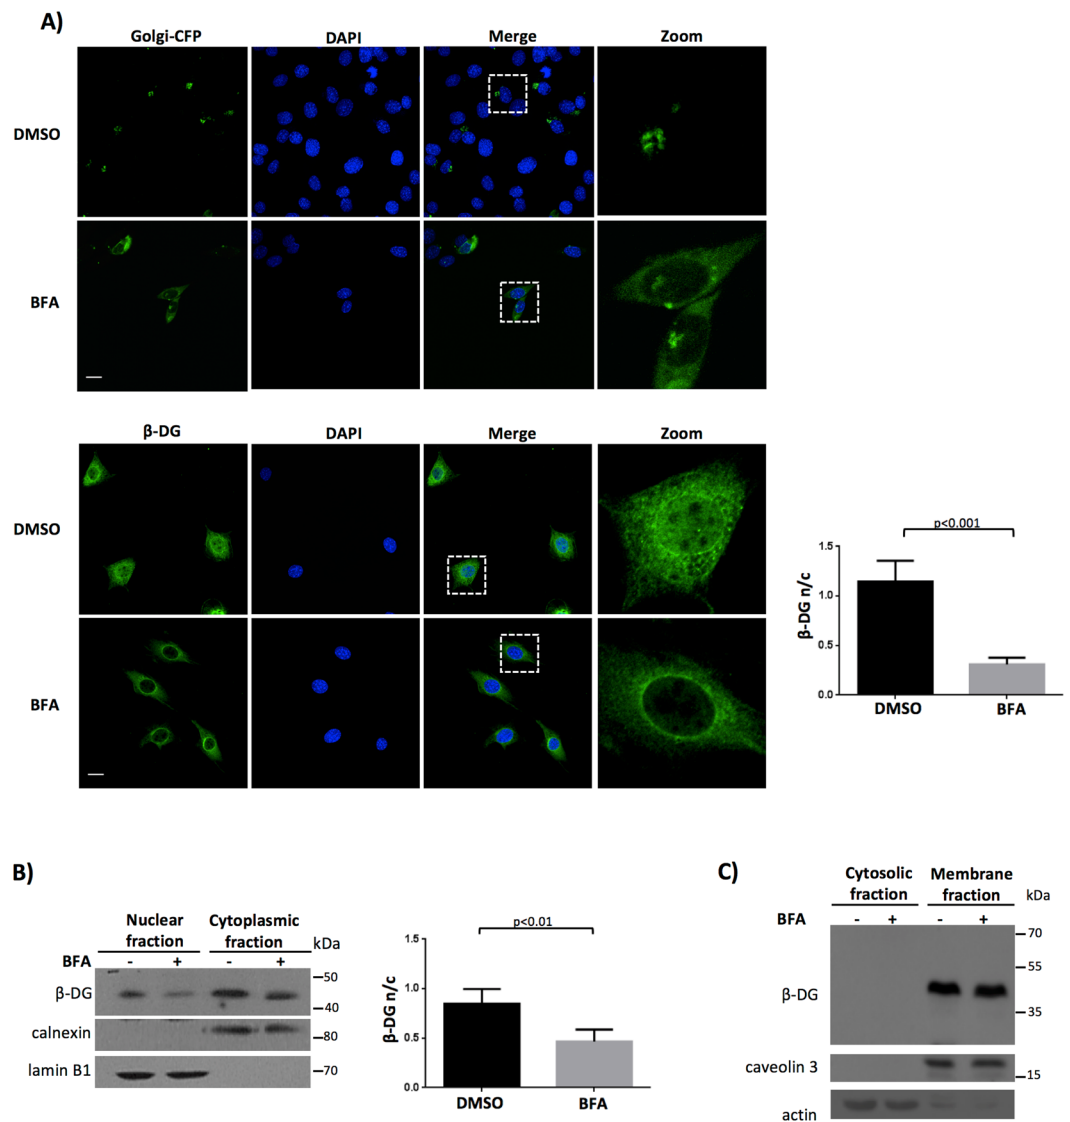 A)
Golgi-CFP DAPI Merge Zoom
DMSO
BFA
β-DG DAPI Merge Zoom
DMSO
BFA
p<0.001
1.5
1.0
0.5
0.0
β-DG n/c
DMSO BFA
B)
Nuclear fraction
Cytoplasmic fraction
kDa
BFA - + - +
β-DG
50
40
calnexin
80
lamin B1
70
p<0.01
1.5
1.0
0.5
0.0
β-DG n/c
DMSO BFA
C)
Cytosolic fraction
Membrane fraction
kDa
BFA - + - +
70
55
β-DG
35
caveolin 3
15
actin